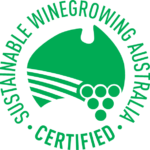 SUSTAINABLE WINEGROWING AUSTRALIA
· CERTIFIED ·